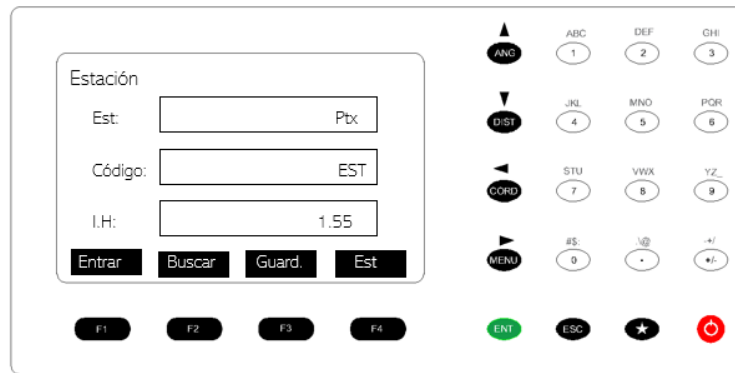 Estación
Est: Ptx
Código: EST
I.H: 1.55
Entrar Buscar Guard. Est
F1 F2 F3 F4
ANG ABC 1 DEF 2 GHI 3
DIST JKL 4 MNO 5 PQR 6
CORD STU 7 VWX 8 YZ_ 9
MENU #$: 0 .\@ . -+/ +/-
ENT ESC